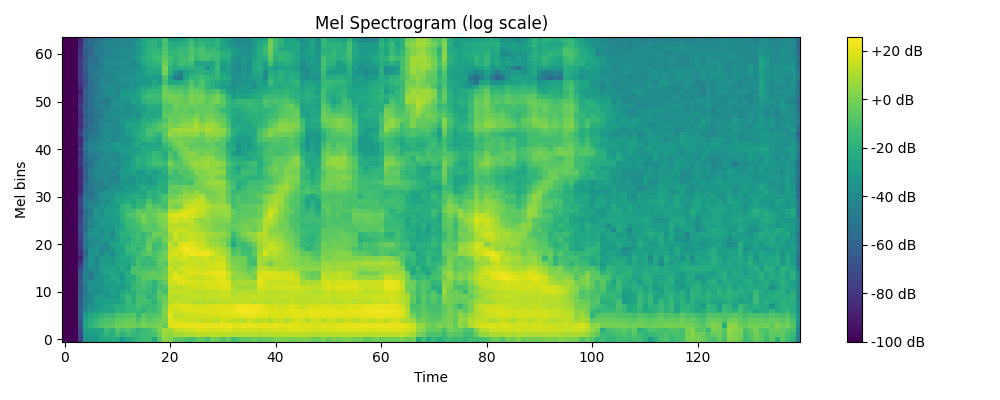 Mel Spectrogram (log scale)
Mel bins
60
50
40
30
20
10
0
0 20 40 60 80 100 120
Time
+20 dB
+0 dB
-20 dB
-40 dB
-60 dB
-80 dB
-100 dB